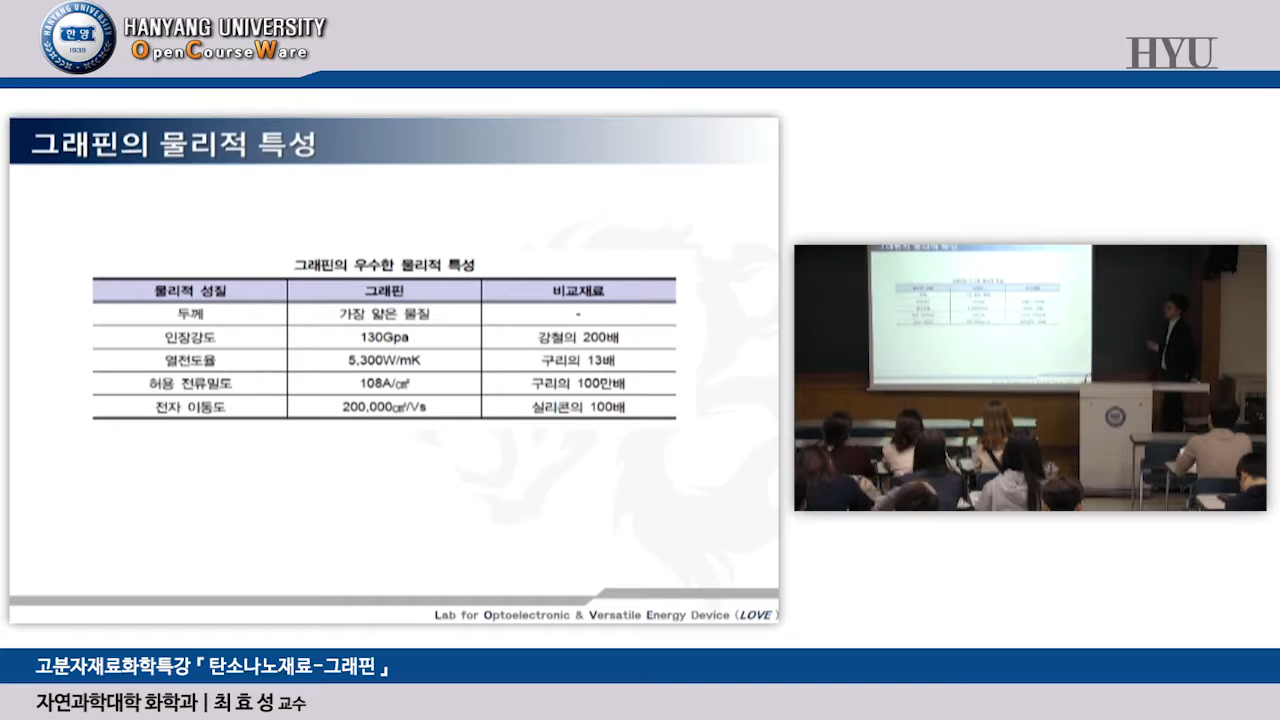 HANYANG UNIVERSITY
OpenCourseWare
한양
1939
HYU
그래핀의 물리적 특성
그래핀의 우수한 물리적 특성
물리적 성질 그래핀 비교재료
두께 가장 얇은 물질 -
인장강도 130Gpa 강철의 200배
열전도율 5,300W/mK 구리의 13배
허용 전류밀도 108A/㎠ 구리의 100만배
전자 이동도 200,000㎠/Vs 실리콘의 100배
Lab for Optoelectronic & Versatile Energy Device (LOVE )
고분자재료화학특강 『 탄소나노재료-그래핀 』
자연과학대학 화학과 | 최 효 성 교수